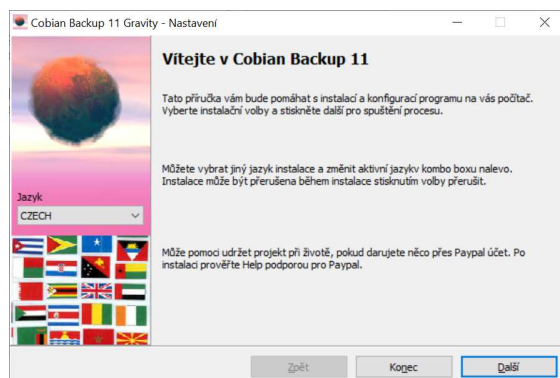 Cobian Backup 11 Gravity - Nastavení
Vítejte v Cobian Backup 11
Tato příručka vám bude pomáhat s instalací a konfigurací programu na vás počítač.
Vyberte instalační volby a stiskněte další pro spuštění procesu.
Můžete vybrat jiný jazyk instalace a změnit aktivní jazykv kombo boxu nalevo.
Instalace může být přerušena během instalace stisknutím volby přerušit.
Jazyk
CZECH
Může pomoci udržet projekt při životě, pokud darujete něco přes Paypal účet. Po
instalaci prověřte Help podporou pro Paypal.
Zpět
Konec
Další